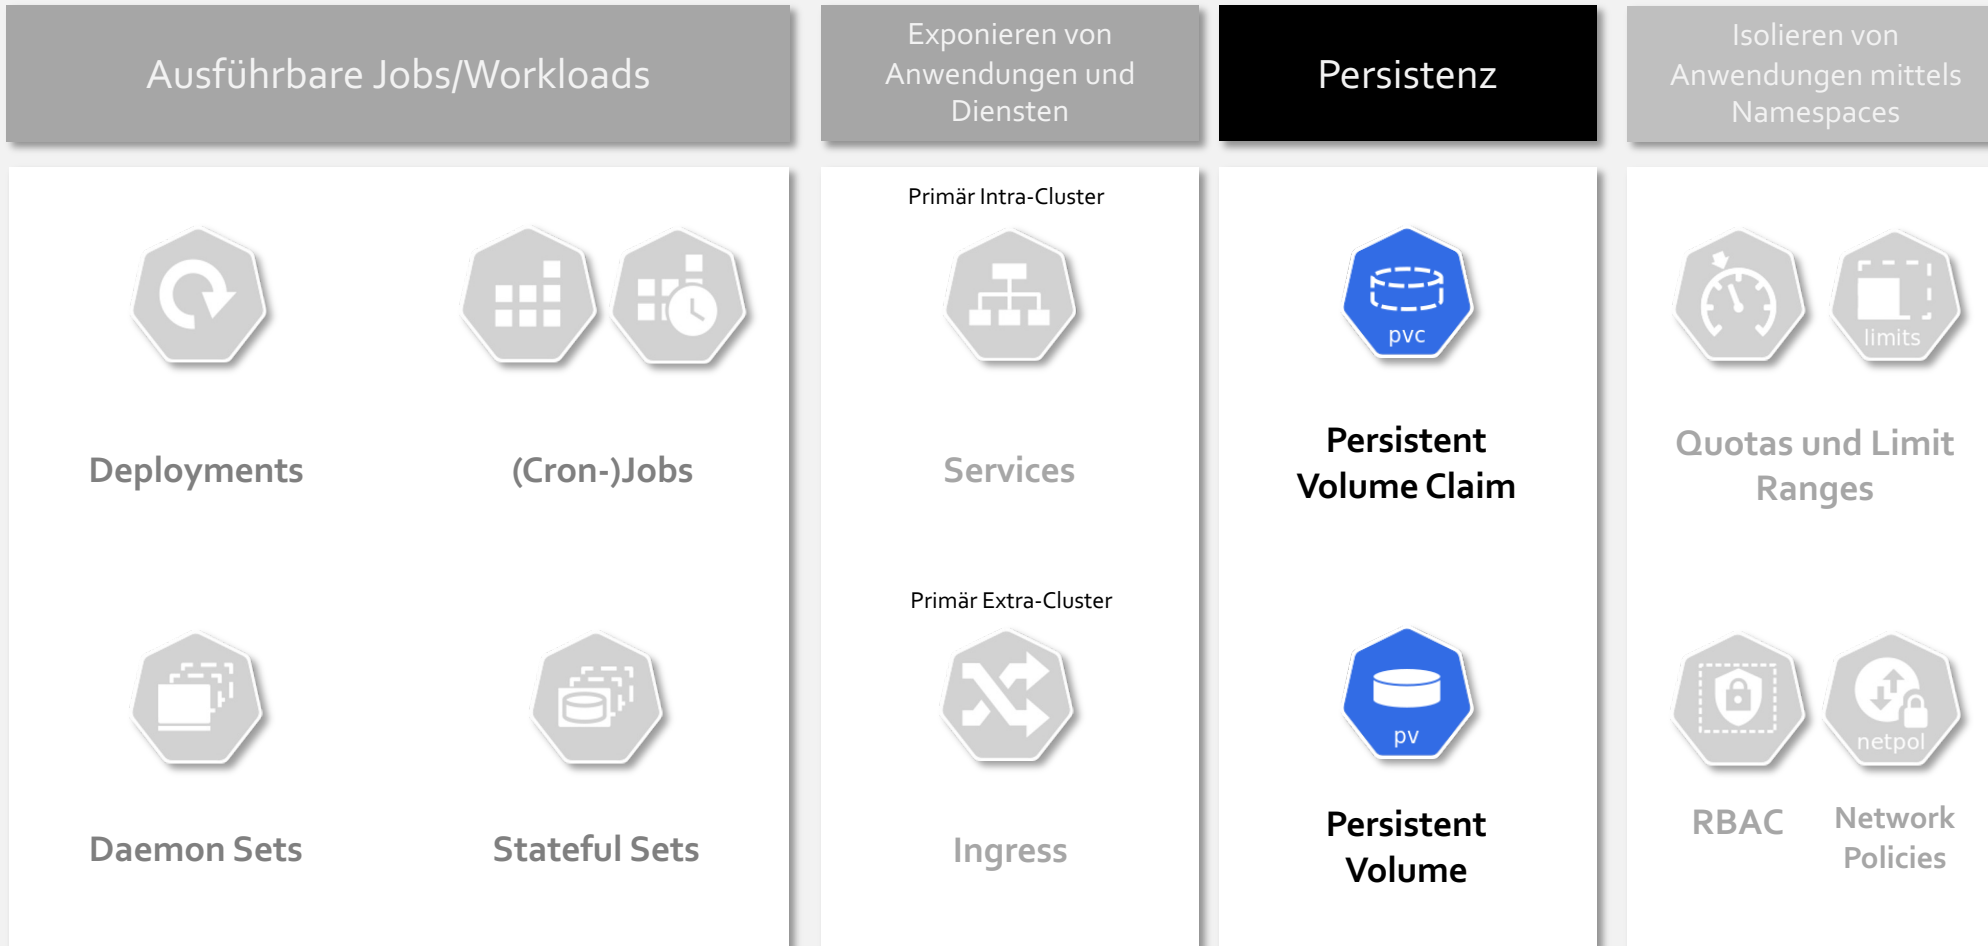 Ausführbare Jobs/Workloads
Exponieren von
Anwendungen und
Diensten
Persistenz
Isolieren von
Anwendungen mittels
Namespaces
Deployments
(Cron-)Jobs
Daemon Sets
Stateful Sets
Primär Intra-Cluster
Services
Primär Extra-Cluster
Ingress
pvc
Persistent
Volume Claim
pv
Persistent
Volume
limits
Quotas und Limit
Ranges
netpol
RBAC
Network
Policies